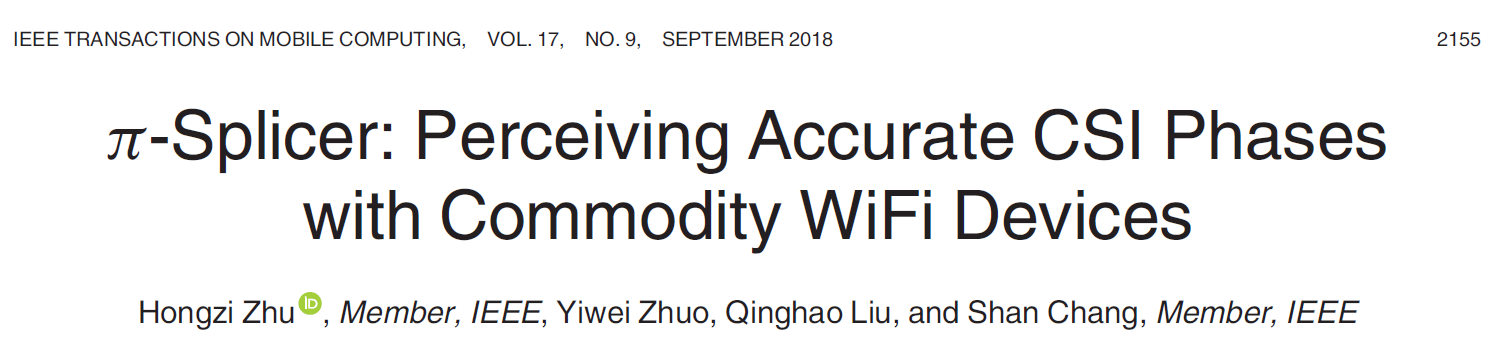 IEEE TRANSACTIONS ON MOBILE COMPUTING, VOL. 17, NO. 9, SEPTEMBER 2018 2155
π-Splicer: Perceiving Accurate CSI Phases
with Commodity WiFi Devices
Hongzi Zhu iD, Member, IEEE, Yiwei Zhuo, Qinghao Liu, and Shan Chang, Member, IEEE